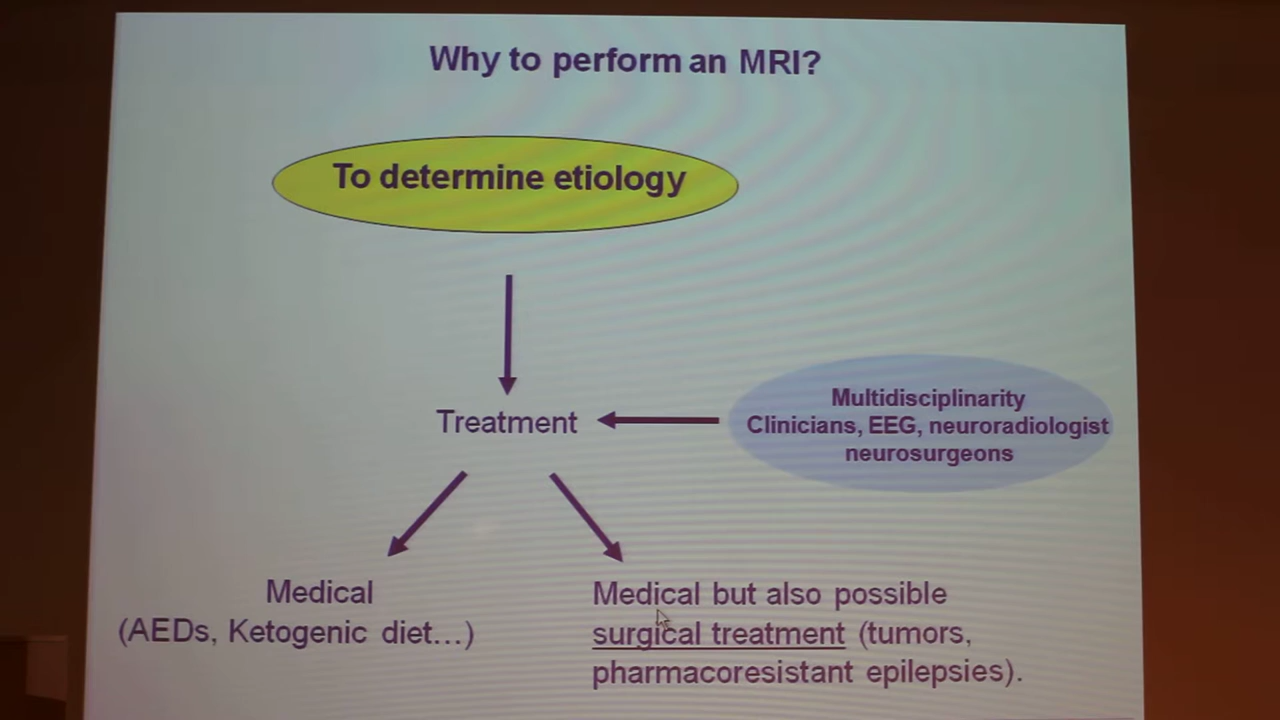 Why to perform an MRI?
To determine etiology
Treatment
Multidisciplinarity
Clinicians, EEG, neuroradiologist
neurosurgeons
Medical
(AEDs, Ketogenic diet...)
Medical but also possible
surgical treatment (tumors,
pharmacoresistant epilepsies).